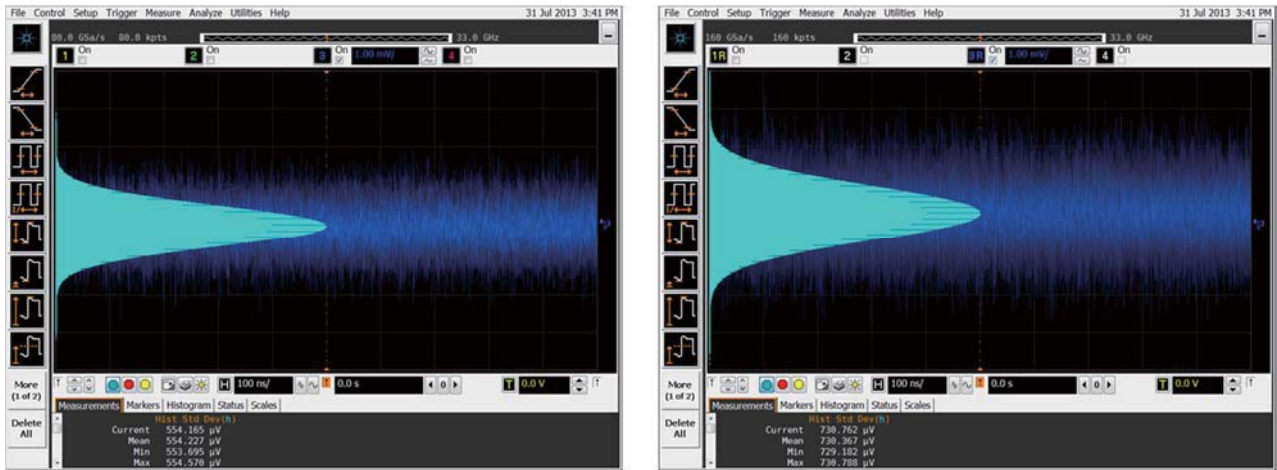 File Control Setup Trigger Measure Analyze Utilities Help 31 Jul 2013 3:41 PM
80.0 GSa/s 80.0 kpts 33.0 GHz
1 On 2 On 3 On 1.00 mV/ 4 On
H 100 ns/ 0.0 s 0 T 0.0 V
More
(1 of 2)
Delete
All
Measurements Markers Histogram Status Scales
Hist Std Dev(h)
Current 554.165 µV
Mean 554.227 µV
Min 553.695 µV
Max 554.570 µV
File Control Setup Trigger Measure Analyze Utilities Help 31 Jul 2013 3:41 PM
160 GSa/s 160 kpts 33.0 GHz
1R On 2 On 3R On 1.00 mV/ 4 On
H 100 ns/ 0.0 s 0 T 0.0 V
More
(1 of 2)
Delete
All
Measurements Markers Histogram Status Scales
Hist Std Dev(h)
Current 730.762 µV
Mean 730.367 µV
Min 729.182 µV
Max 730.788 µV